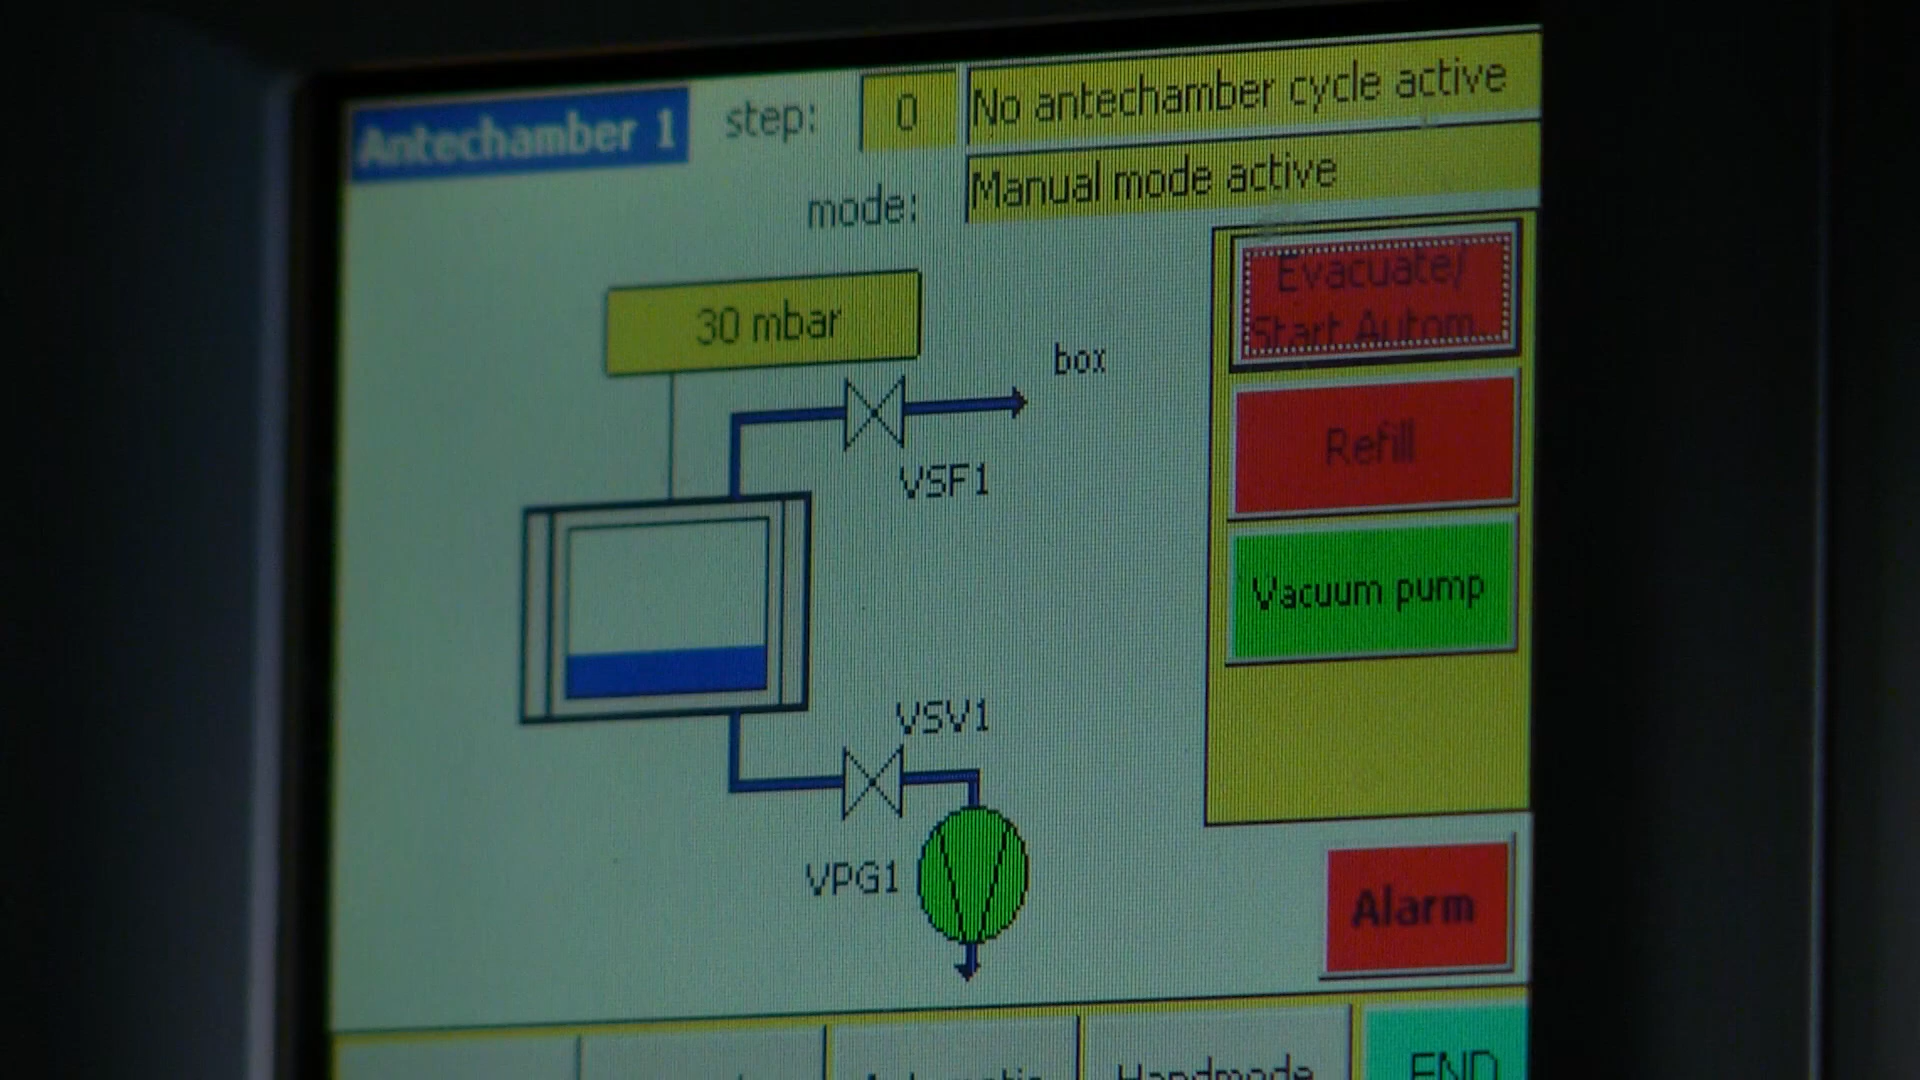 Antechamber 1
step:
0
No antechamber cycle active
mode:
Manual mode active
30 mbar
box
Evacuate/
Start Autom...
VSF1
Refill
Vacuum pump
VSV1
VPG1
Alarm
Handmode
END